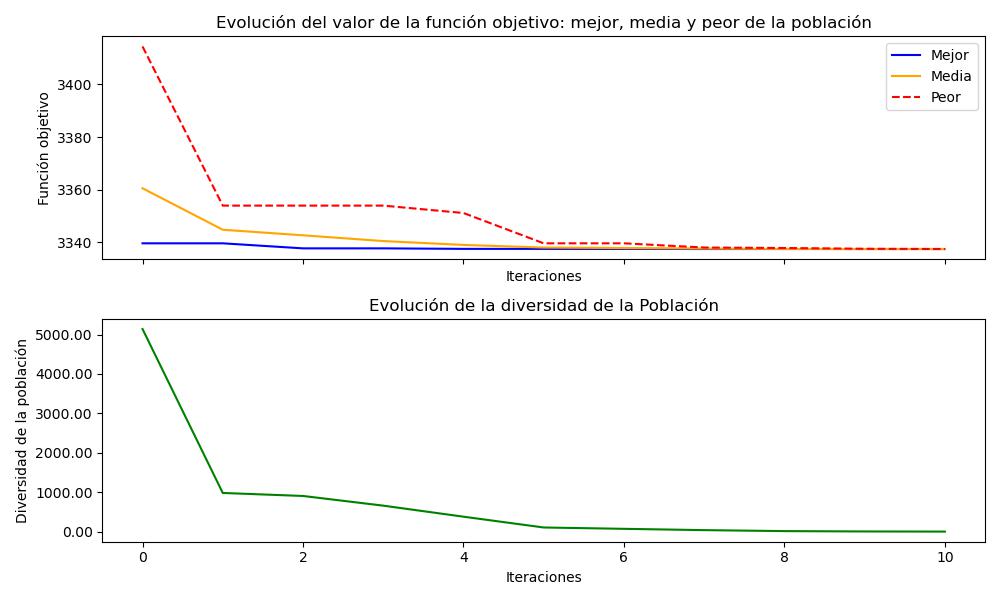 Evolución del valor de la función objetivo: mejor, media y peor de la población
Función objetivo
3400
3380
3360
3340
Mejor
Media
Peor
Iteraciones
Evolución de la diversidad de la Población
Diversidad de la población
5000.00
4000.00
3000.00
2000.00
1000.00
0.00
0 2 4 6 8 10
Iteraciones